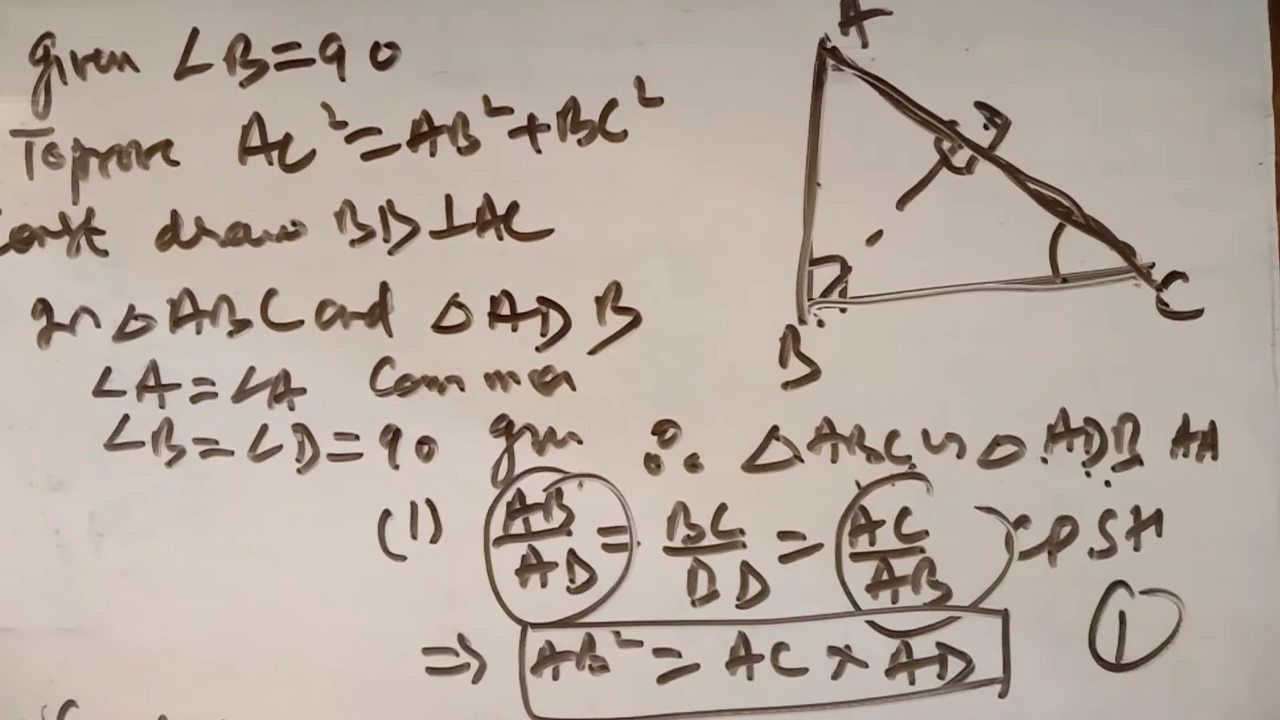 given ∠B=90
To prove AC²=AB²+BC²
Const draw BD⊥AC
In △ABC and △ADB
∠A=∠A Common
∠B=∠D=90 given ∴ △ABC ~ △ADB AA
(1) AB/AD = BC/DB = AC/AB CPST
⇒ AB² = AC × AD ①
A
D
B
C